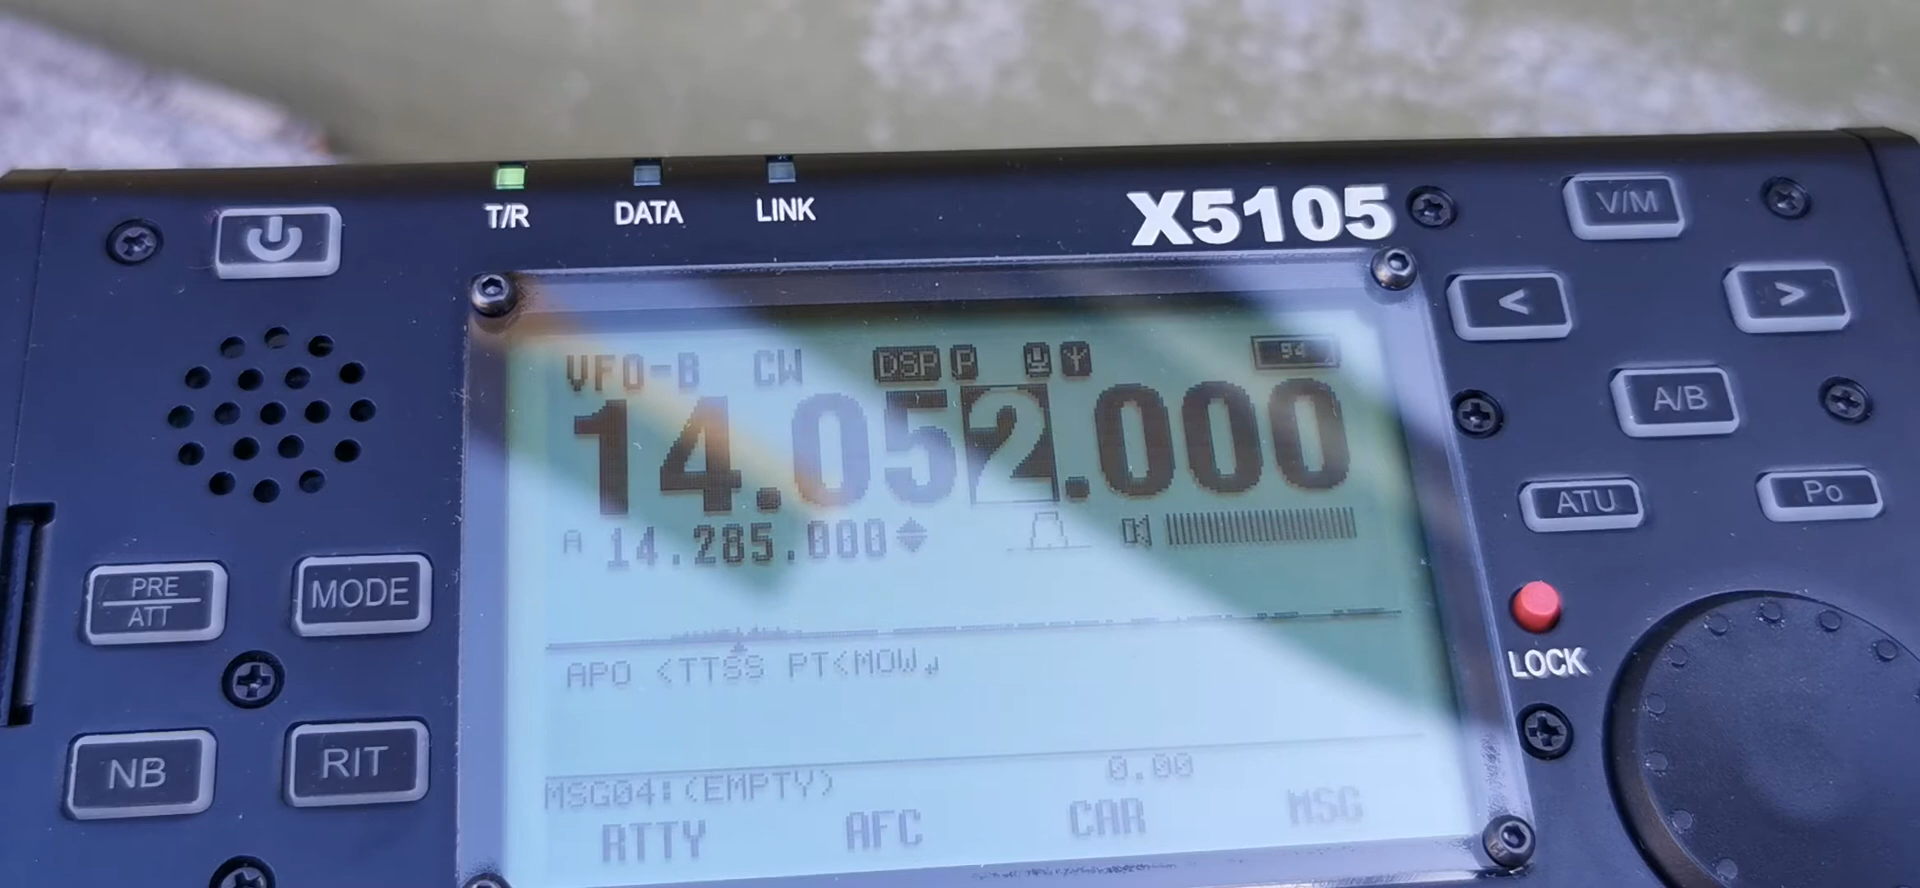 T/R DATA LINK
X5105
V/M
< >
A/B
ATU Po
LOCK
PRE
ATT
MODE
NB RIT
VFO-B CW DSP P 94
14.052.000
A 14.285.000
APO <TTSS PT<MOW
0.00
MSG04:(EMPTY)
RTTY AFC CAR MSG